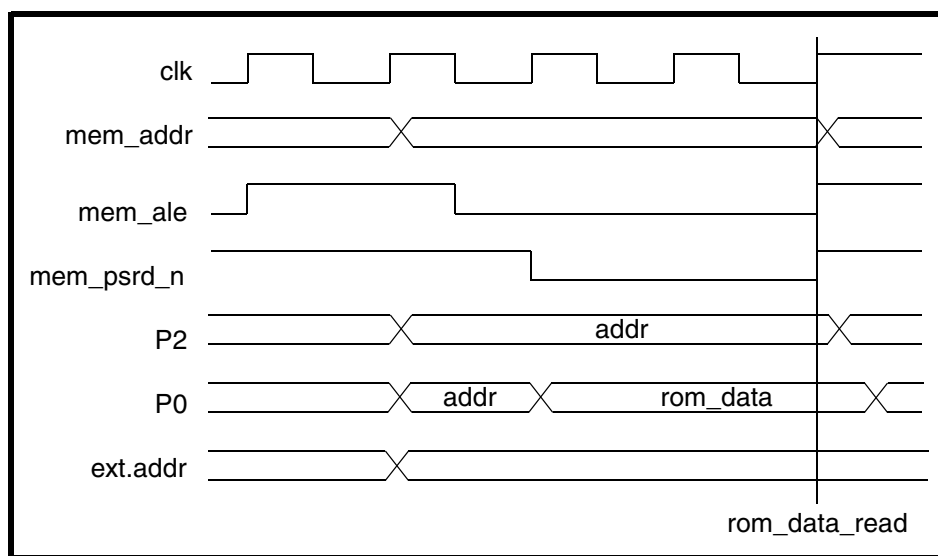 clk
mem_addr
mem_ale
mem_psrd_n
P2
addr
P0
addr
rom_data
ext.addr
rom_data_read